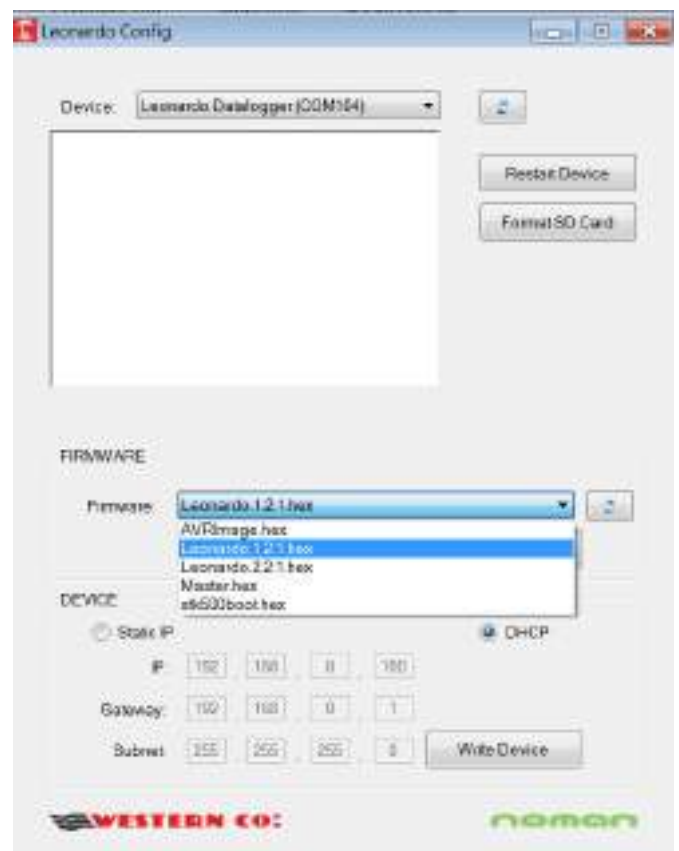 Leonardo Config
Device: Leonardo Datalogger (COM164)
Restart Device
Format SD Card
FIRMWARE
Firmware: Leonardo.1.2.1.hex
AVRImage.hex
Leonardo.1.2.1.hex
Leonardo.2.2.1.hex
Master.hex
stk500boot.hex
DEVICE
Static IP DHCP
IP 192 168 0 180
Gateway: 192 168 0 1
Subnet 255 255 255 0 Write Device
WESTERN CO: noman